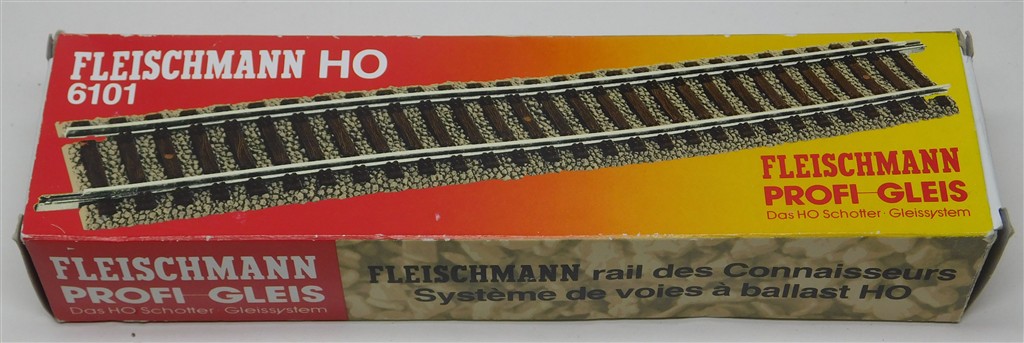 FLEISCHMANN HO
6101
FLEISCHMANN
PROFI-GLEIS
Das HO Schotter-Gleissystem
FLEISCHMANN
PROFI-GLEIS
Das HO Schotter-Gleissystem
FLEISCHMANN rail des Connaisseurs
Système de voies à ballast HO